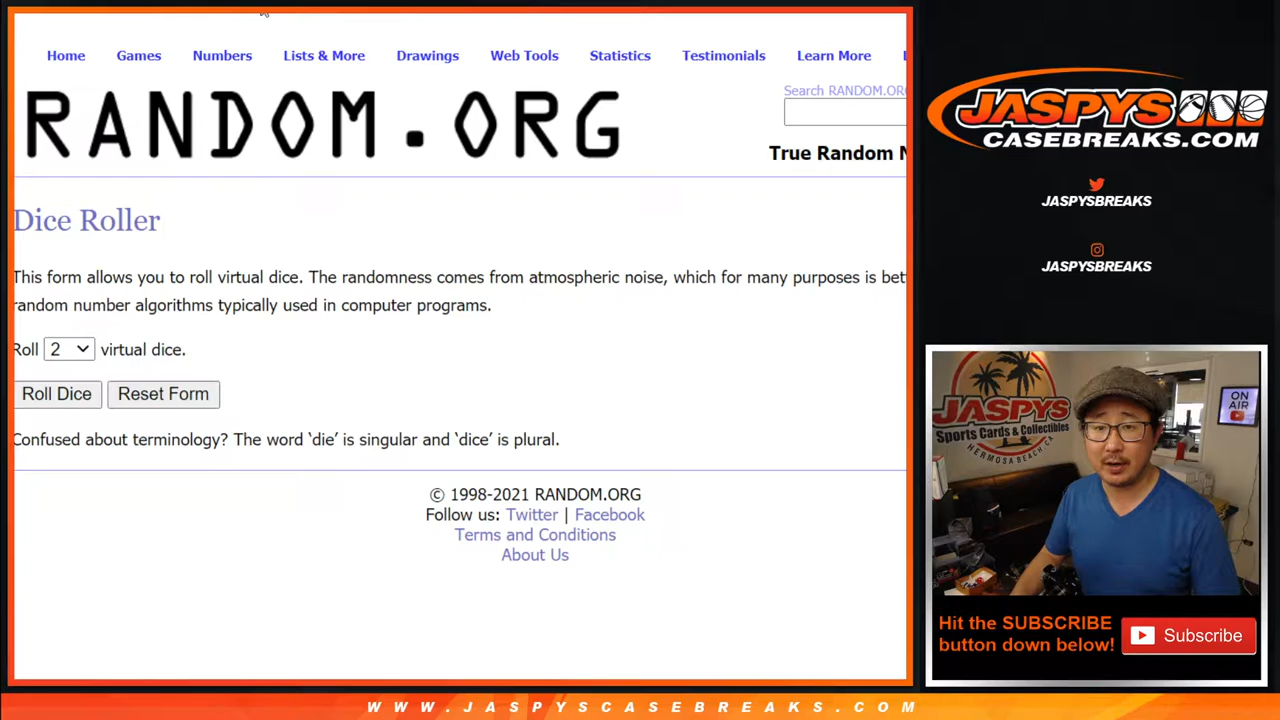 Home Games Numbers Lists & More Drawings Web Tools Statistics Testimonials Learn More
RANDOM.ORG
Search RANDOM.ORG
True Random N
Dice Roller
This form allows you to roll virtual dice. The randomness comes from atmospheric noise, which for many purposes is bet
random number algorithms typically used in computer programs.
Roll 2 virtual dice.
Roll Dice Reset Form
Confused about terminology? The word ‘die’ is singular and ‘dice’ is plural.
© 1998-2021 RANDOM.ORG
Follow us: Twitter | Facebook
Terms and Conditions
About Us
JASPYS
CASEBREAKS.COM
JASPYSBREAKS
JASPYSBREAKS
JASPYS
Sports Cards & Collectibles
HERMOSA BEACH, CA
ON
AIR
Hit the SUBSCRIBE
button down below!
Subscribe
WWW.JASPYSCASEBREAKS.COM